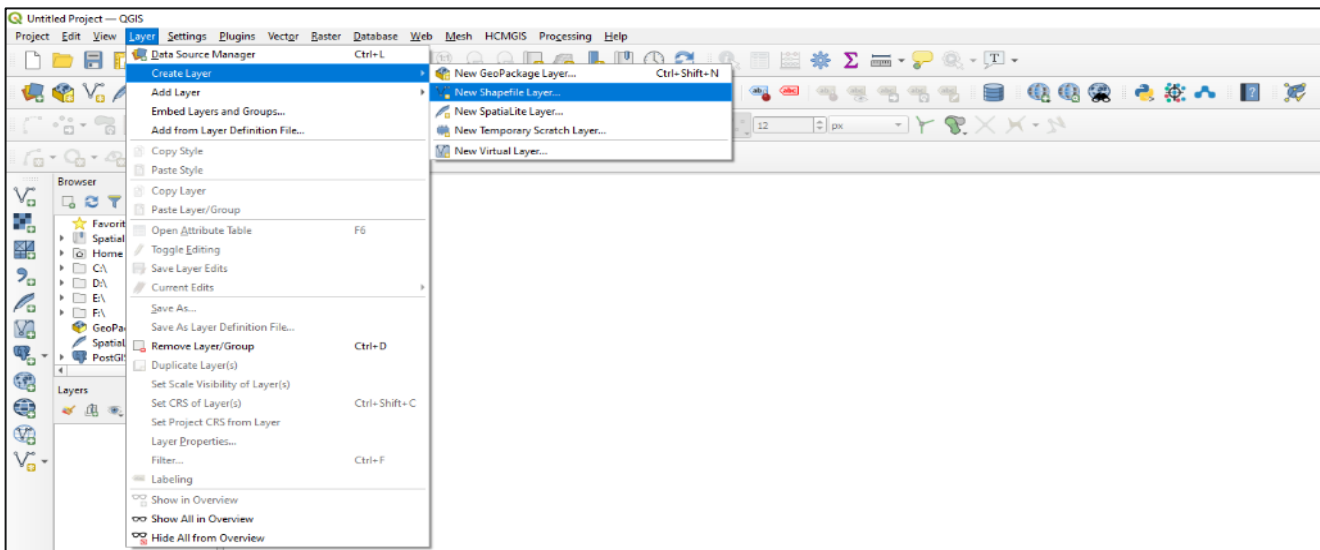 Untitled Project — QGIS
Project Edit View Layer Settings Plugins Vector Raster Database Web Mesh HCMGIS Processing Help
Data Source Manager Ctrl+L
Create Layer
Add Layer
Embed Layers and Groups...
Add from Layer Definition File...
Copy Style
Paste Style
Copy Layer
Paste Layer/Group
Open Attribute Table F6
Toggle Editing
Save Layer Edits
Current Edits
Save As...
Save As Layer Definition File...
Remove Layer/Group Ctrl+D
Duplicate Layer(s)
Set Scale Visibility of Layer(s)
Set CRS of Layer(s) Ctrl+Shift+C
Set Project CRS from Layer
Layer Properties...
Filter... Ctrl+F
Labeling
Show in Overview
Show All in Overview
Hide All from Overview
New GeoPackage Layer... Ctrl+Shift+N
New Shapefile Layer...
New SpatiaLite Layer...
New Temporary Scratch Layer...
New Virtual Layer...
12 px
Browser
Favorit
Spatial
Home
C:\
D:\
E:\
F:\
GeoPa
SpatiaL
PostGI
Layers